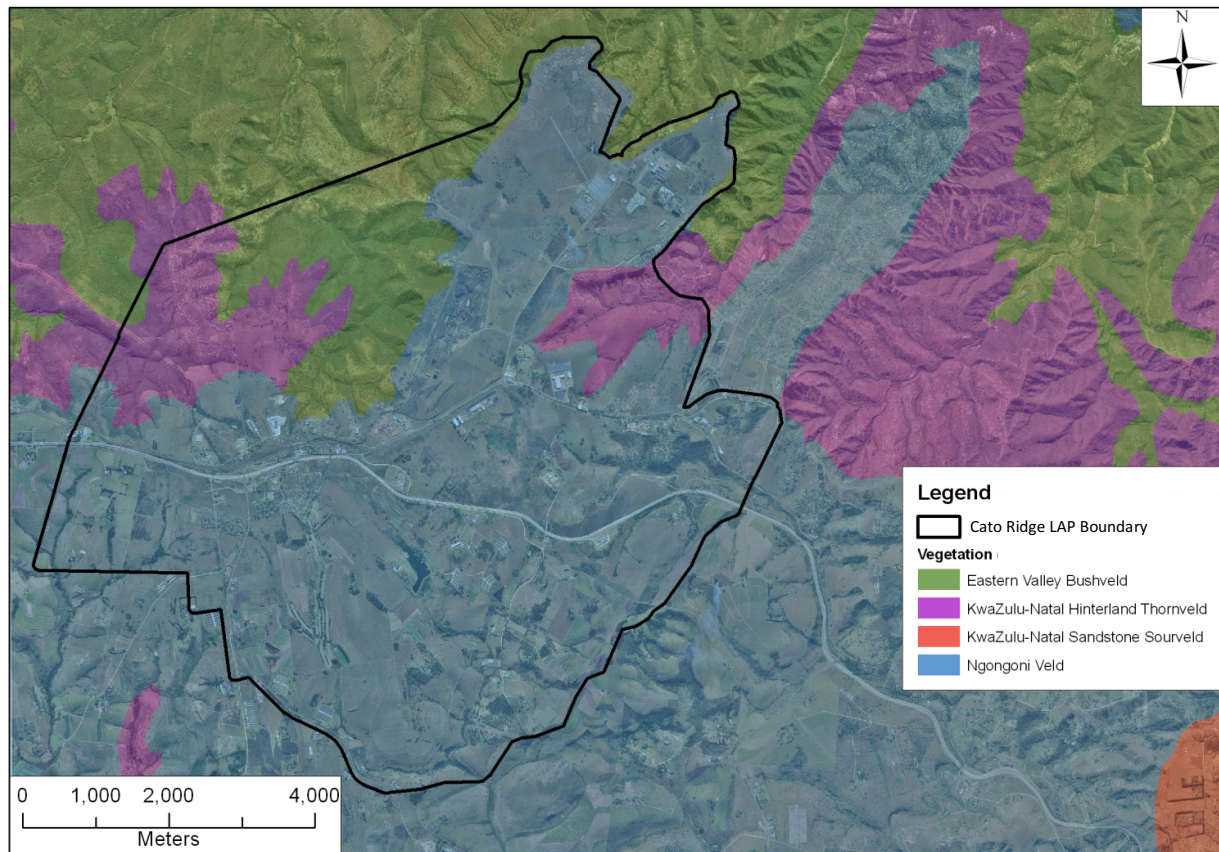 N
Legend
Cato Ridge LAP Boundary
Vegetation
Eastern Valley Bushveld
KwaZulu-Natal Hinterland Thornveld
KwaZulu-Natal Sandstone Sourveld
Ngongoni Veld
0 1,000 2,000 4,000
Meters